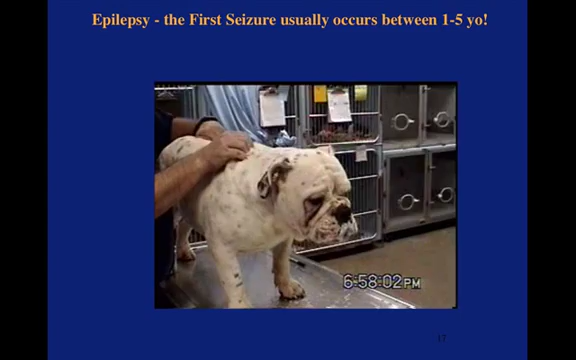 Epilepsy - the First Seizure usually occurs between 1-5 yo!
6:58:02 PM
17